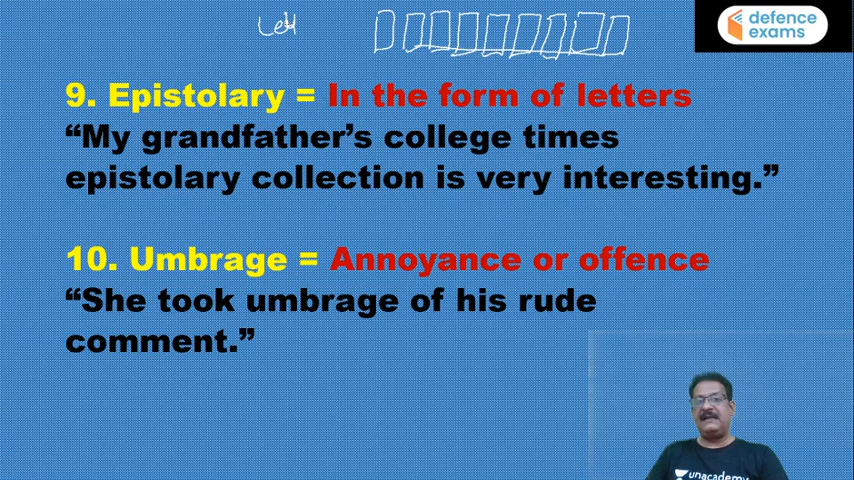 defence
exams
9. Epistolary = In the form of letters
“My grandfather’s college times
epistolary collection is very interesting.”
10. Umbrage = Annoyance or offence
“She took umbrage of his rude
comment.”
unacademy